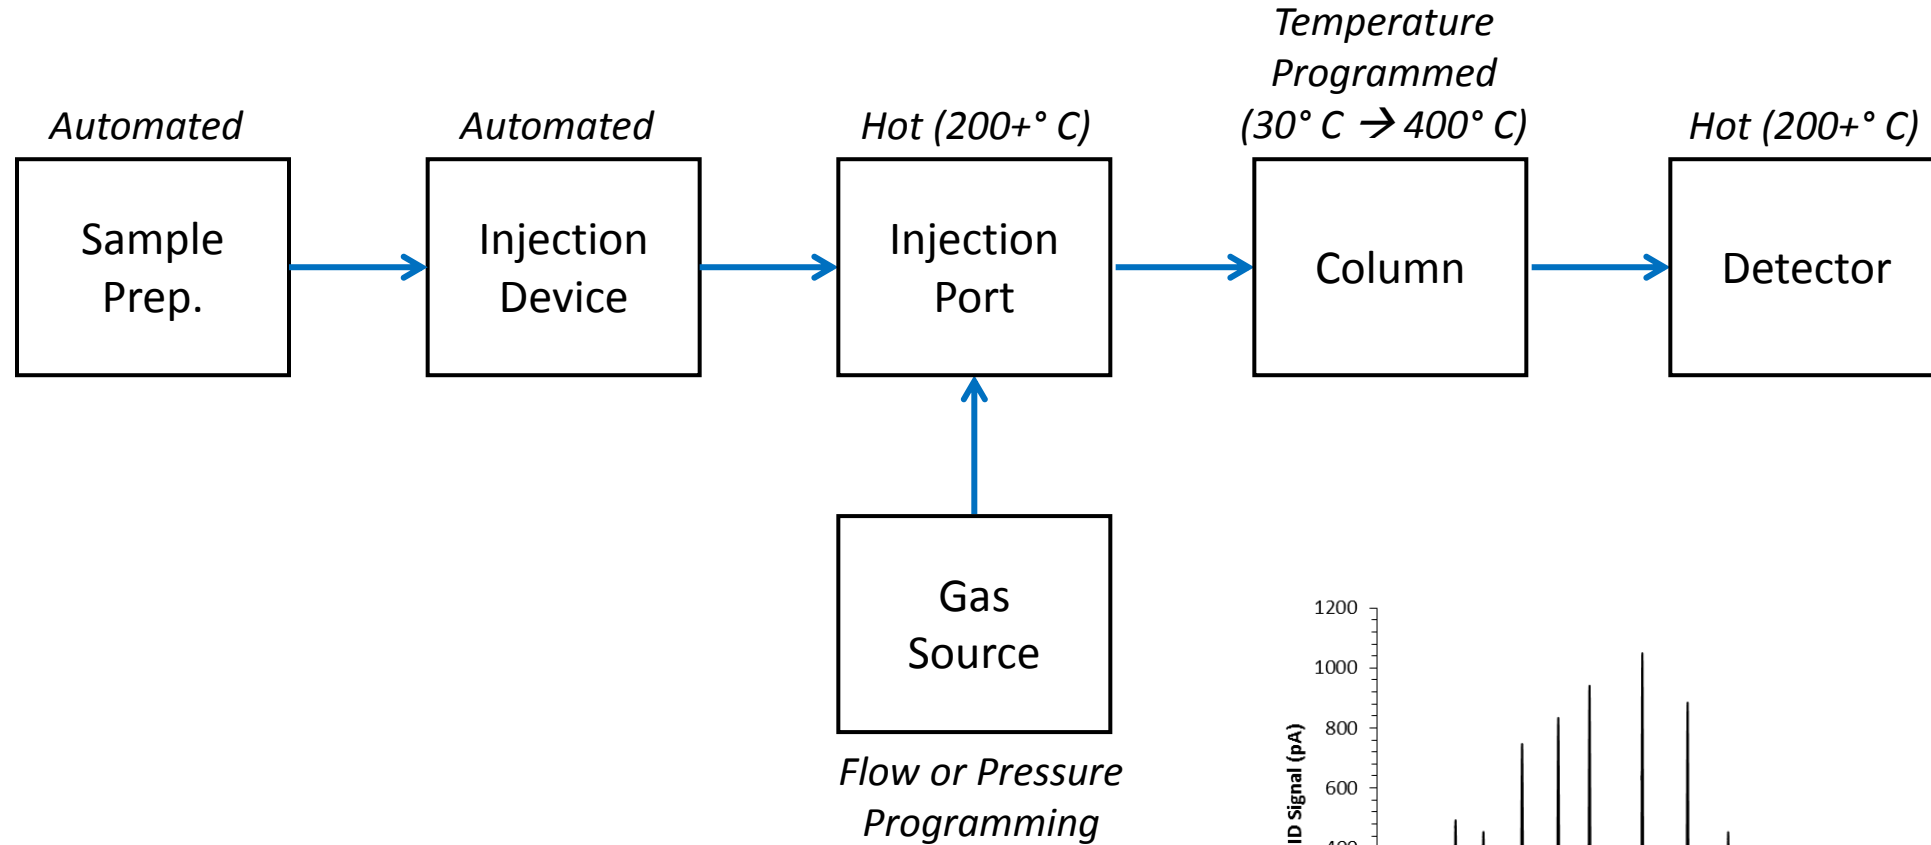 Temperature
Programmed
Automated
Automated
Hot (200+° C)
(30° C → 400° C)
Hot (200+° C)
Sample
Prep.
Injection
Device
Injection
Port
Column
Detector
Gas
Source
Flow or Pressure
Programming
1200
1000
800
600
400
ID Signal (pA)